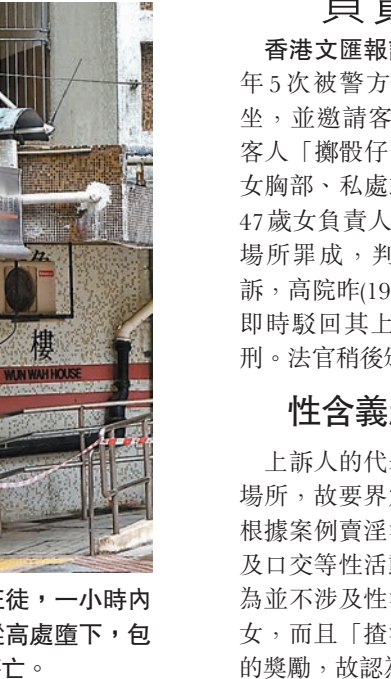 樓
WUN WAH HOUSE
狂徒，一小時內
從高處墮下，包
亡。
香港文匯報
年5次被警方
坐，並邀請客
客人「擲骰仔
女胸部、私處
47歲女負責人
場所罪成，判
訴，高院昨(19
即時駁回其上
刑。法官稍後
性含義
上訴人的代
場所，故要界
根據案例賣淫
及口交等性活
為並不涉及性
女，而且「揸
的獎勵，故認